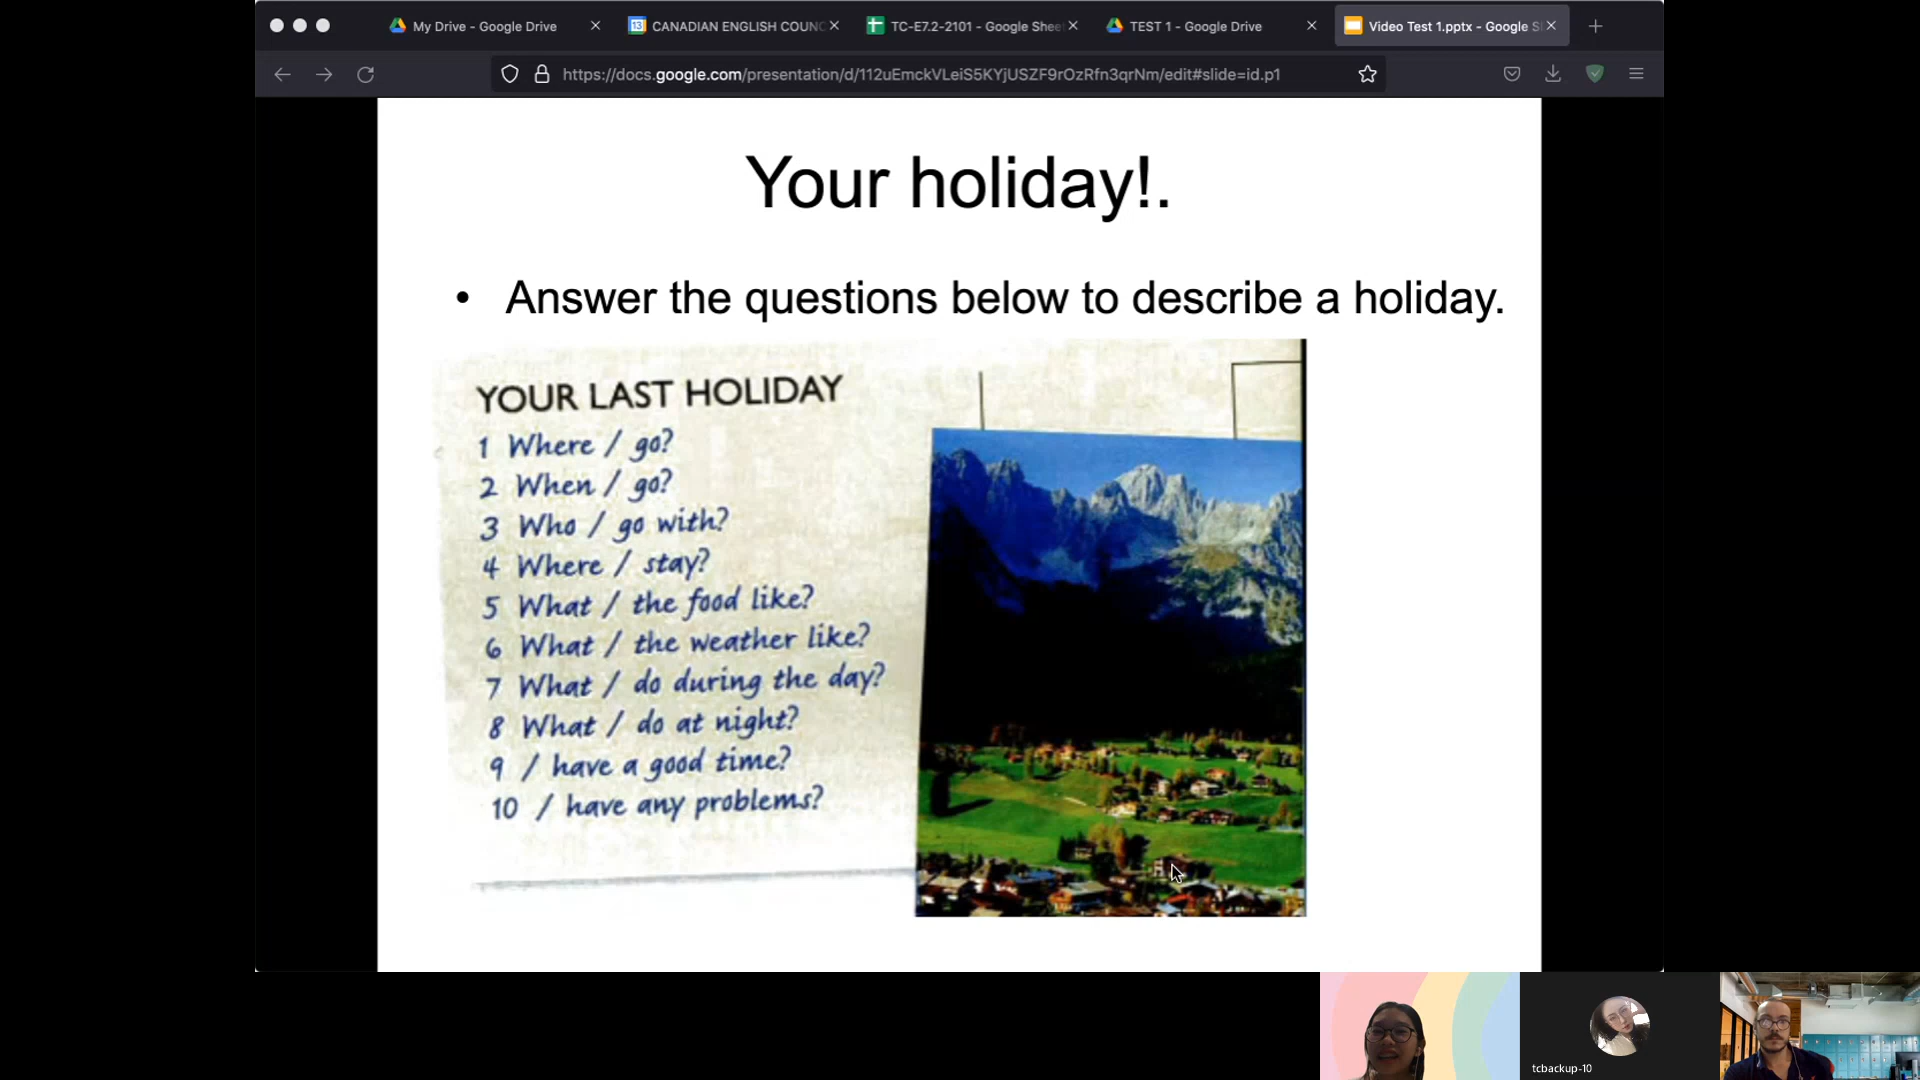 My Drive - Google Drive
CANADIAN ENGLISH COUNC
TC-E7.2-2101 - Google Shee
TEST 1 - Google Drive
Video Test 1.pptx - Google S
https://docs.google.com/presentation/d/112uEmckVLeiS5KYjUSZF9rOzRfn3qrNm/edit#slide=id.p1
Your holiday!.
• Answer the questions below to describe a holiday.
YOUR LAST HOLIDAY
1 Where / go?
2 When / go?
3 Who / go with?
4 Where / stay?
5 What / the food like?
6 What / the weather like?
7 What / do during the day?
8 What / do at night?
9 / have a good time?
10 / have any problems?
tcbackup-10